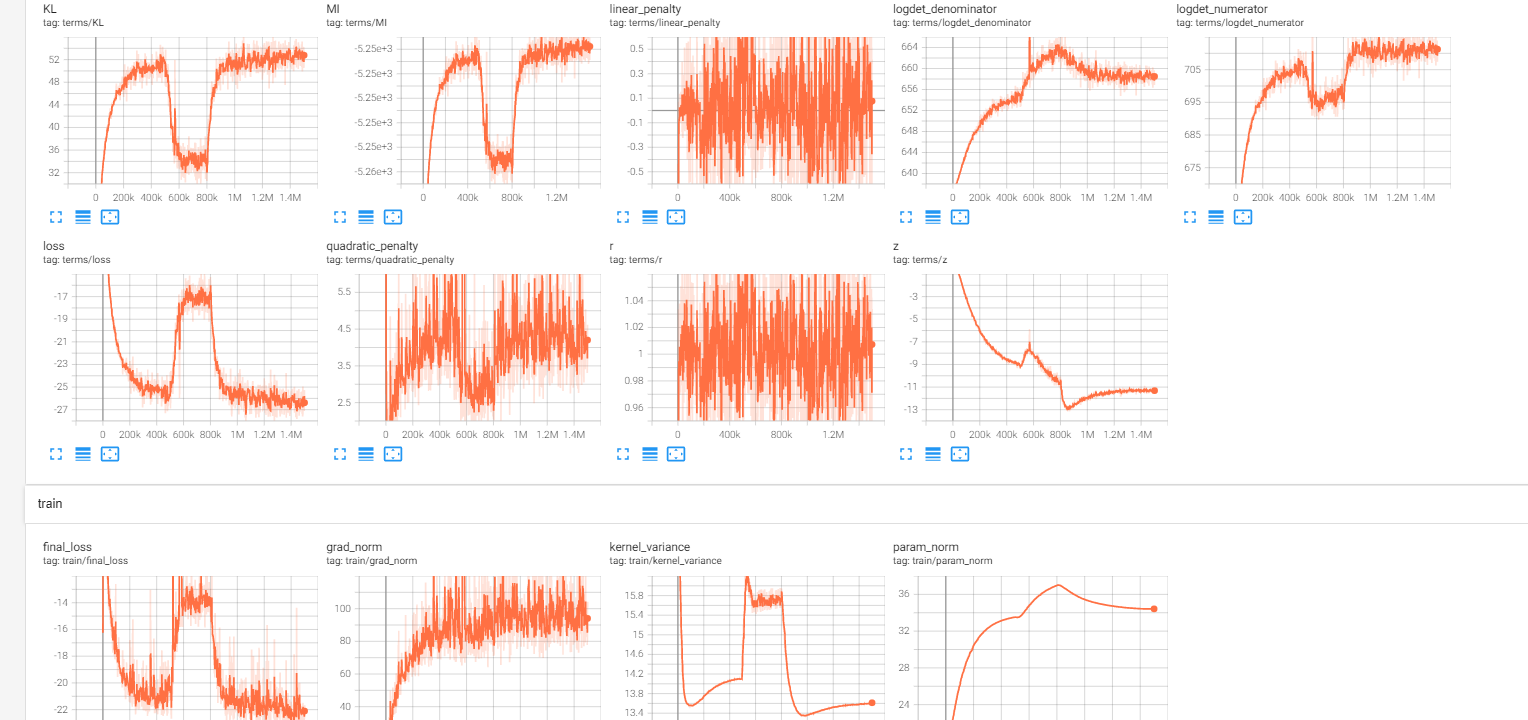 KL
tag: terms/KL
52
48
44
40
36
32
0 200k 400k 600k 800k 1M 1.2M 1.4M
MI
tag: terms/MI
-5.25e+3
-5.25e+3
-5.25e+3
-5.25e+3
-5.25e+3
-5.26e+3
0 400k 800k 1.2M
linear_penalty
tag: terms/linear_penalty
0.5
0.3
0.1
-0.1
-0.3
-0.5
0 400k 800k 1.2M
logdet_denominator
tag: terms/logdet_denominator
664
660
656
652
648
644
640
0 200k 400k 600k 800k 1M 1.2M 1.4M
logdet_numerator
tag: terms/logdet_numerator
705
695
685
675
0 200k 400k 600k 800k 1M 1.2M 1.4M
loss
tag: terms/loss
-17
-19
-21
-23
-25
-27
0 200k 400k 600k 800k 1M 1.2M 1.4M
quadratic_penalty
tag: terms/quadratic_penalty
5.5
4.5
3.5
2.5
0 200k 400k 600k 800k 1M 1.2M 1.4M
r
tag: terms/r
1.04
1.02
1
0.98
0.96
0 400k 800k 1.2M
z
tag: terms/z
-3
-5
-7
-9
-11
-13
0 200k 400k 600k 800k 1M 1.2M 1.4M
train
final_loss
tag: train/final_loss
-14
-16
-18
-20
-22
grad_norm
tag: train/grad_norm
100
80
60
40
kernel_variance
tag: train/kernel_variance
15.8
15.4
15
14.6
14.2
13.8
13.4
param_norm
tag: train/param_norm
36
32
28
24